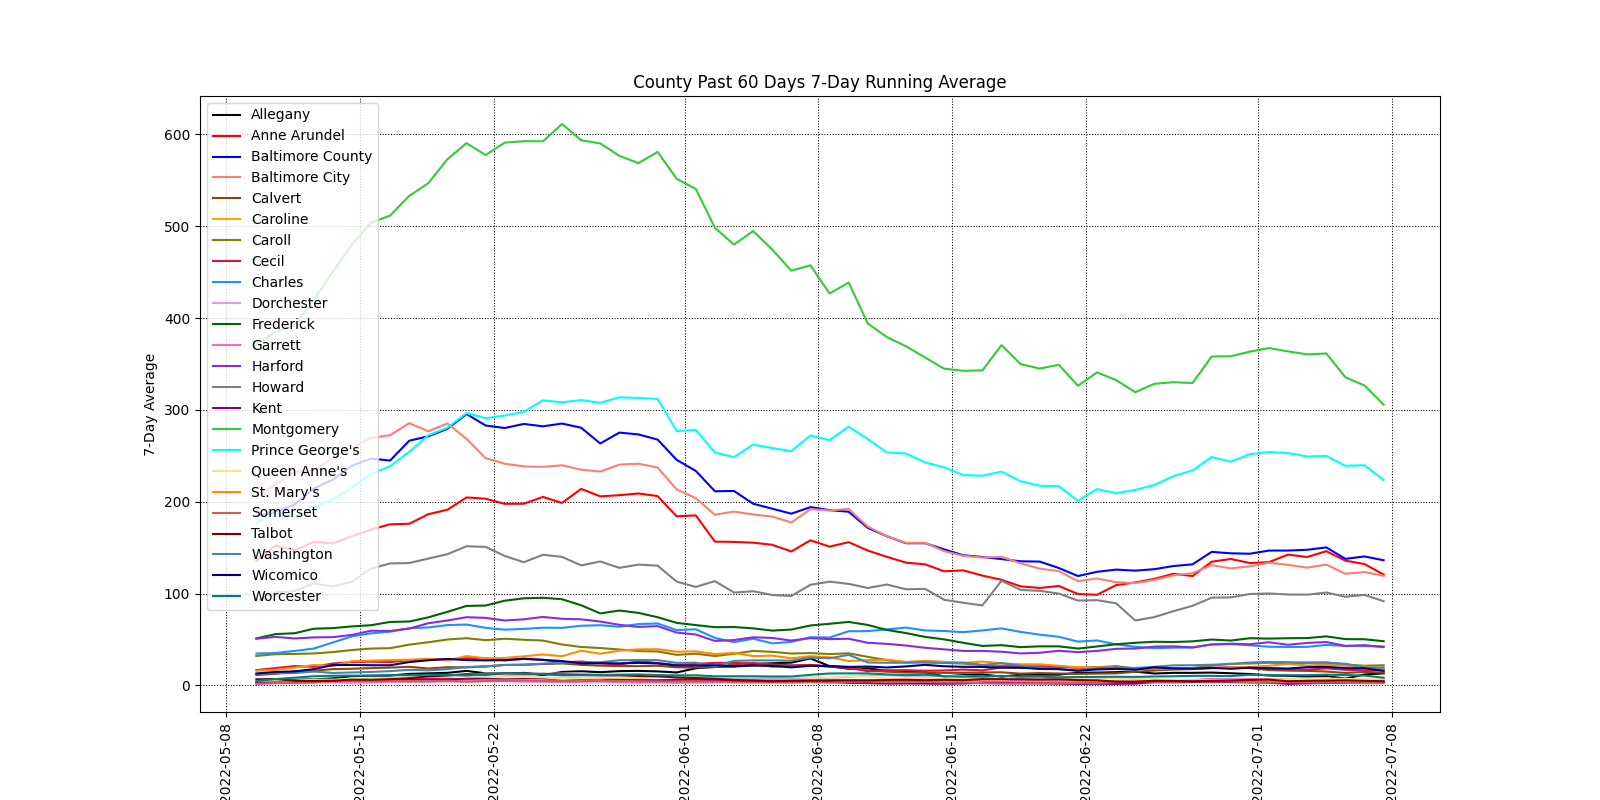 County Past 60 Days 7-Day Running Average
7-Day Average
600
500
400
300
200
100
0
Allegany
Anne Arundel
Baltimore County
Baltimore City
Calvert
Caroline
Caroll
Cecil
Charles
Dorchester
Frederick
Garrett
Harford
Howard
Kent
Montgomery
Prince George's
Queen Anne's
St. Mary's
Somerset
Talbot
Washington
Wicomico
Worcester
2022-05-08
2022-05-15
2022-05-22
2022-06-01
2022-06-08
2022-06-15
2022-06-22
2022-07-01
2022-07-08